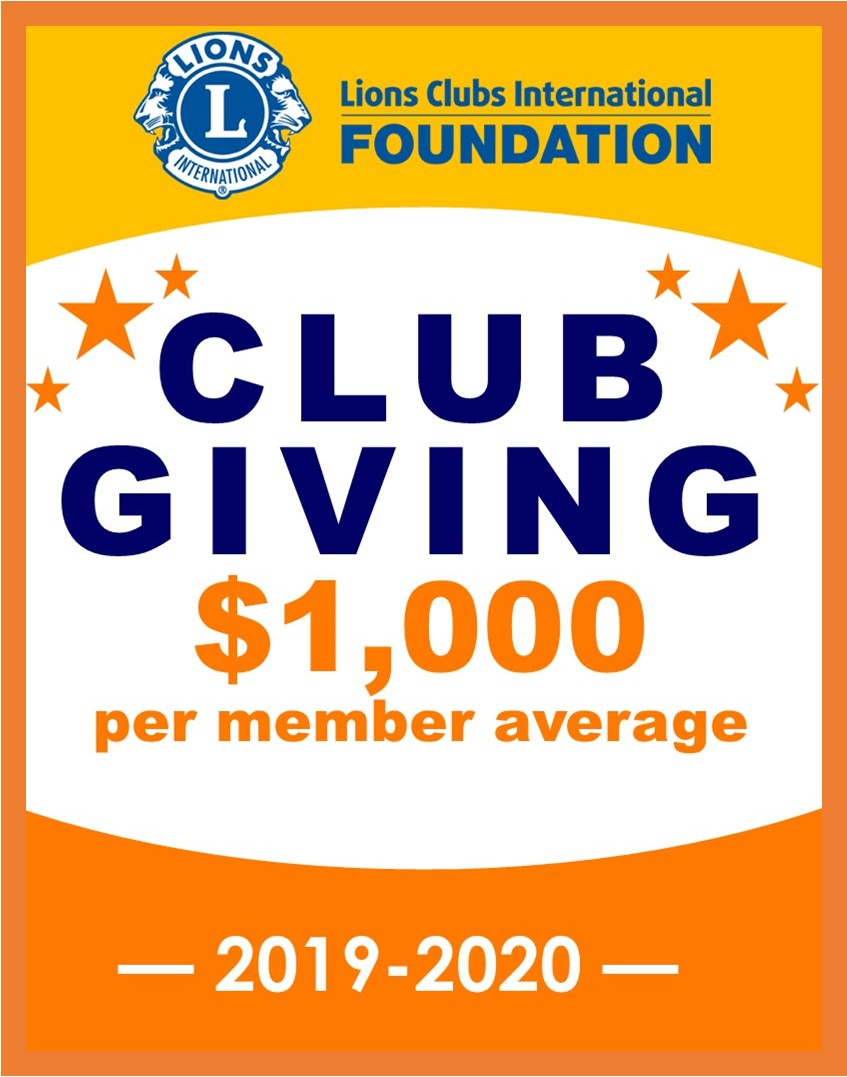 LIONS
L
INTERNATIONAL
®
Lions Clubs International
FOUNDATION
CLUB
GIVING
$1,000
per member average
— 2019-2020 —